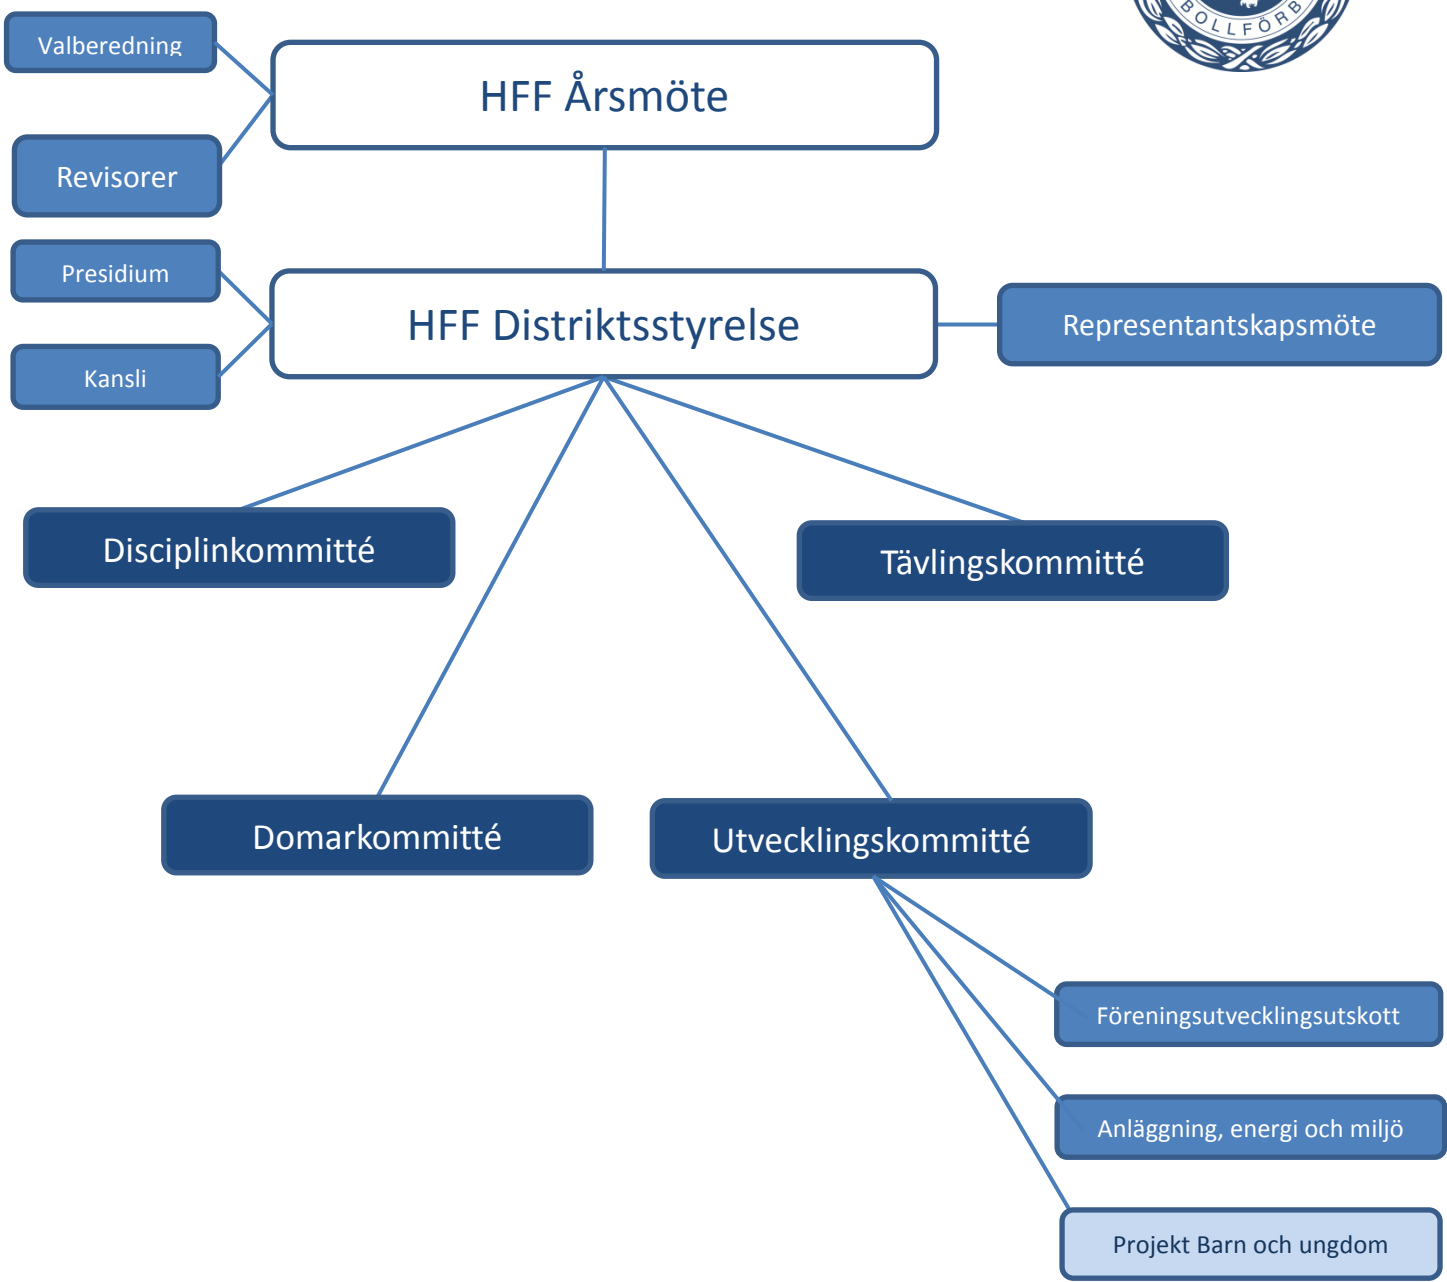 BOLLFÖRB
Valberedning
HFF Årsmöte
Revisorer
Presidium
HFF Distriktsstyrelse
Representantskapsmöte
Kansli
Disciplinkommitté
Tävlingskommitté
Domarkommitté
Utvecklingskommitté
Föreningsutvecklingsutskott
Anläggning, energi och miljö
Projekt Barn och ungdom